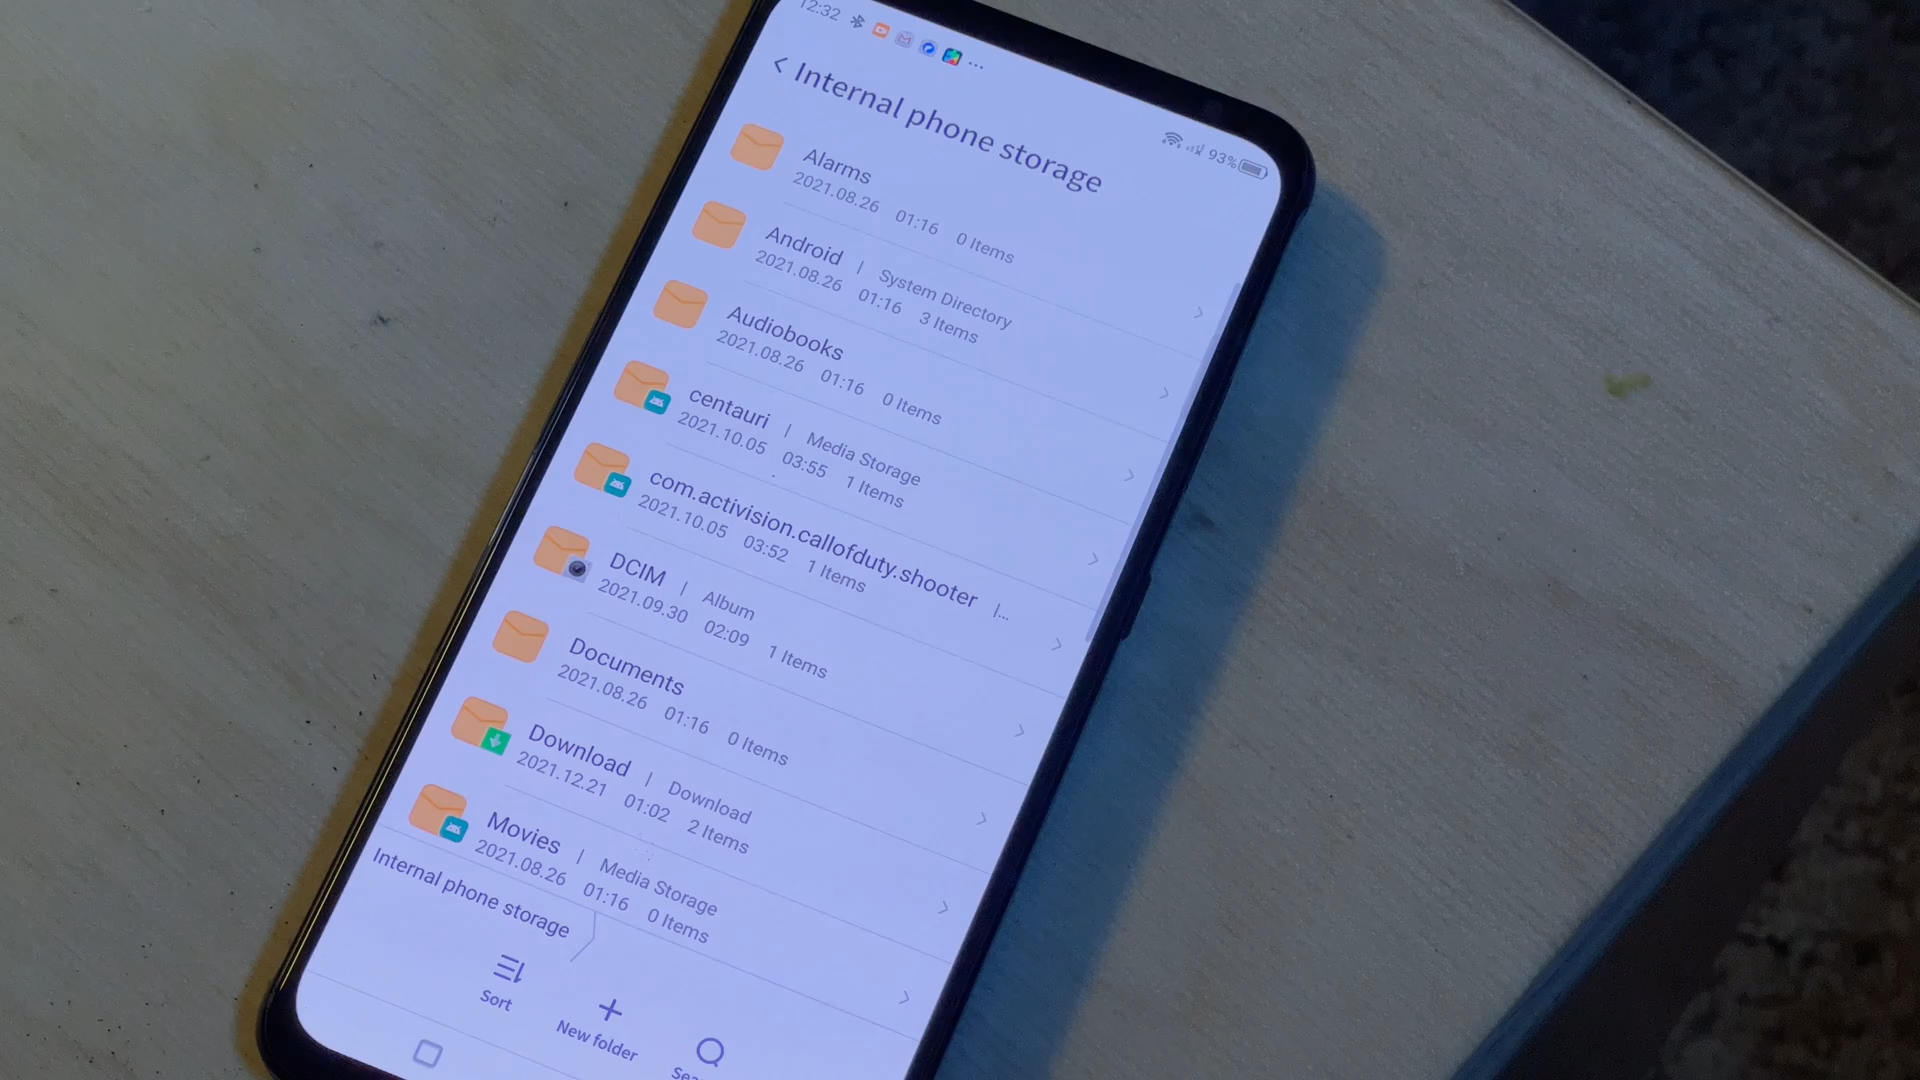 12:32
93%
Internal phone storage
Alarms
2021.08.26 01:16 0 Items
Android | System Directory
2021.08.26 01:16 3 Items
Audiobooks
2021.08.26 01:16 0 Items
centauri | Media Storage
2021.10.05 03:55 1 Items
com.activision.callofduty.shooter |...
2021.10.05 03:52 1 Items
DCIM | Album
2021.09.30 02:09 1 Items
Documents
2021.08.26 01:16 0 Items
Download | Download
2021.12.21 01:02 2 Items
Movies | Media Storage
2021.08.26 01:16 0 Items
Internal phone storage
Sort
New folder